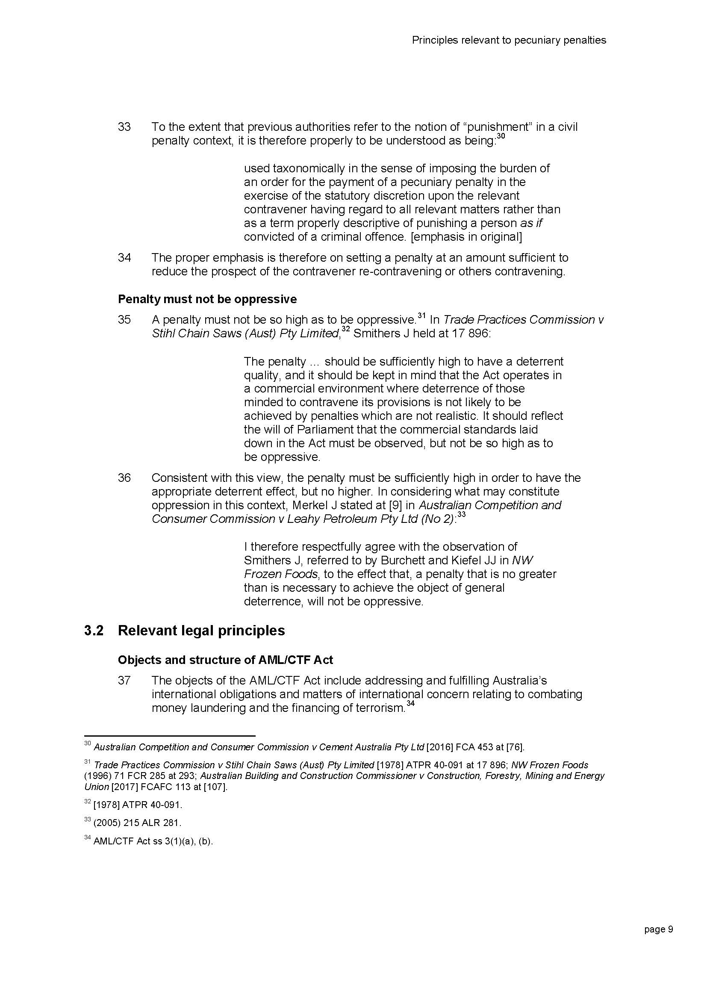 Principles relevant to pecuniary penalties
33 To the extent that previous authorities refer to the notion of “punishment” in a civil
penalty context, it is therefore properly to be understood as being:30
used taxonomically in the sense of imposing the burden of
an order for the payment of a pecuniary penalty in the
exercise of the statutory discretion upon the relevant
contravener having regard to all relevant matters rather than
as a term properly descriptive of punishing a person as if
convicted of a criminal offence. [emphasis in original]
34 The proper emphasis is therefore on setting a penalty at an amount sufficient to
reduce the prospect of the contravener re-contravening or others contravening.
Penalty must not be oppressive
35 A penalty must not be so high as to be oppressive.31 In Trade Practices Commission v
Stihl Chain Saws (Aust) Pty Limited,32 Smithers J held at 17 896:
The penalty ... should be sufficiently high to have a deterrent
quality, and it should be kept in mind that the Act operates in
a commercial environment where deterrence of those
minded to contravene its provisions is not likely to be
achieved by penalties which are not realistic. It should reflect
the will of Parliament that the commercial standards laid
down in the Act must be observed, but not be so high as to
be oppressive.
36 Consistent with this view, the penalty must be sufficiently high in order to have the
appropriate deterrent effect, but no higher. In considering what may constitute
oppression in this context, Merkel J stated at [9] in Australian Competition and
Consumer Commission v Leahy Petroleum Pty Ltd (No 2):33
I therefore respectfully agree with the observation of
Smithers J, referred to by Burchett and Kiefel JJ in NW
Frozen Foods, to the effect that, a penalty that is no greater
than is necessary to achieve the object of general
deterrence, will not be oppressive.
3.2 Relevant legal principles
Objects and structure of AML/CTF Act
37 The objects of the AML/CTF Act include addressing and fulfilling Australia’s
international obligations and matters of international concern relating to combating
money laundering and the financing of terrorism.34
30 Australian Competition and Consumer Commission v Cement Australia Pty Ltd [2016] FCA 453 at [76].
31 Trade Practices Commission v Stihl Chain Saws (Aust) Pty Limited [1978] ATPR 40-091 at 17 896; NW Frozen Foods
(1996) 71 FCR 285 at 293; Australian Building and Construction Commissioner v Construction, Forestry, Mining and Energy
Union [2017] FCAFC 113 at [107].
32 [1978] ATPR 40-091.
33 (2005) 215 ALR 281.
34 AML/CTF Act ss 3(1)(a), (b).
page 9